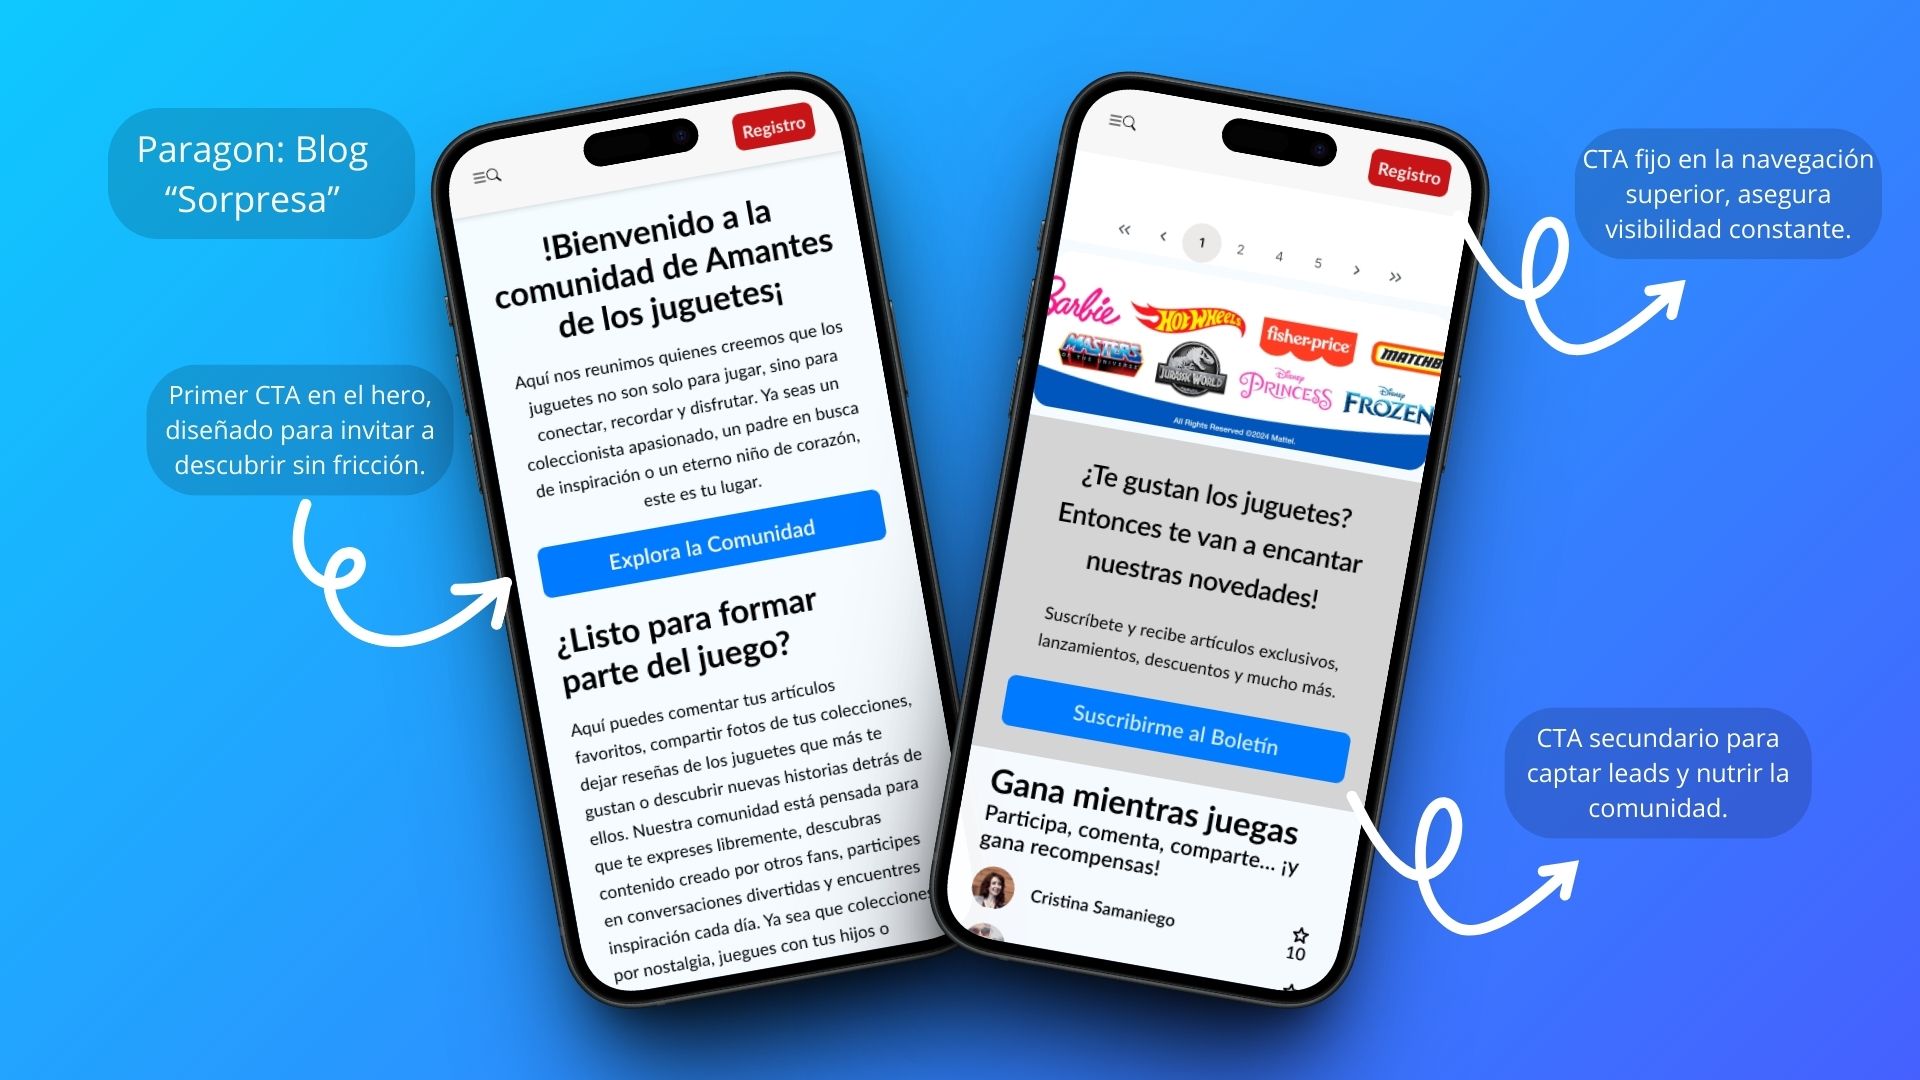 Paragon: Blog
“Sorpresa”
Primer CTA en el hero,
diseñado para invitar a
descubrir sin fricción.
Registro
!Bienvenido a la
comunidad de Amantes
de los juguetes¡
Aquí nos reunimos quienes creemos que los
juguetes no son solo para jugar, sino para
conectar, recordar y disfrutar. Ya seas un
coleccionista apasionado, un padre en busca
de inspiración o un eterno niño de corazón,
este es tu lugar.
Explora la Comunidad
¿Listo para formar
parte del juego?
Aquí puedes comentar tus artículos
favoritos, compartir fotos de tus colecciones,
dejar reseñas de los juguetes que más te
gustan o descubrir nuevas historias detrás de
ellos. Nuestra comunidad está pensada para
que te expreses libremente, descubras
contenido creado por otros fans, participes
en conversaciones divertidas y encuentres
inspiración cada día. Ya sea que colecciones
por nostalgia, juegues con tus hijos o
Registro
« ‹ 1 2 4 5 › »
Barbie HOT WHEELS fisher-price MATCHB
MASTERS OF THE UNIVERSE JURASSIC WORLD Disney PRINCESS Disney FROZEN
All Rights Reserved ©2024 Mattel.
¿Te gustan los juguetes?
Entonces te van a encantar
nuestras novedades!
Suscríbete y recibe artículos exclusivos,
lanzamientos, descuentos y mucho más.
Suscribirme al Boletín
Gana mientras juegas
Participa, comenta, comparte... ¡y
gana recompensas!
Cristina Samaniego
10
CTA fijo en la navegación
superior, asegura
visibilidad constante.
CTA secundario para
captar leads y nutrir la
comunidad.